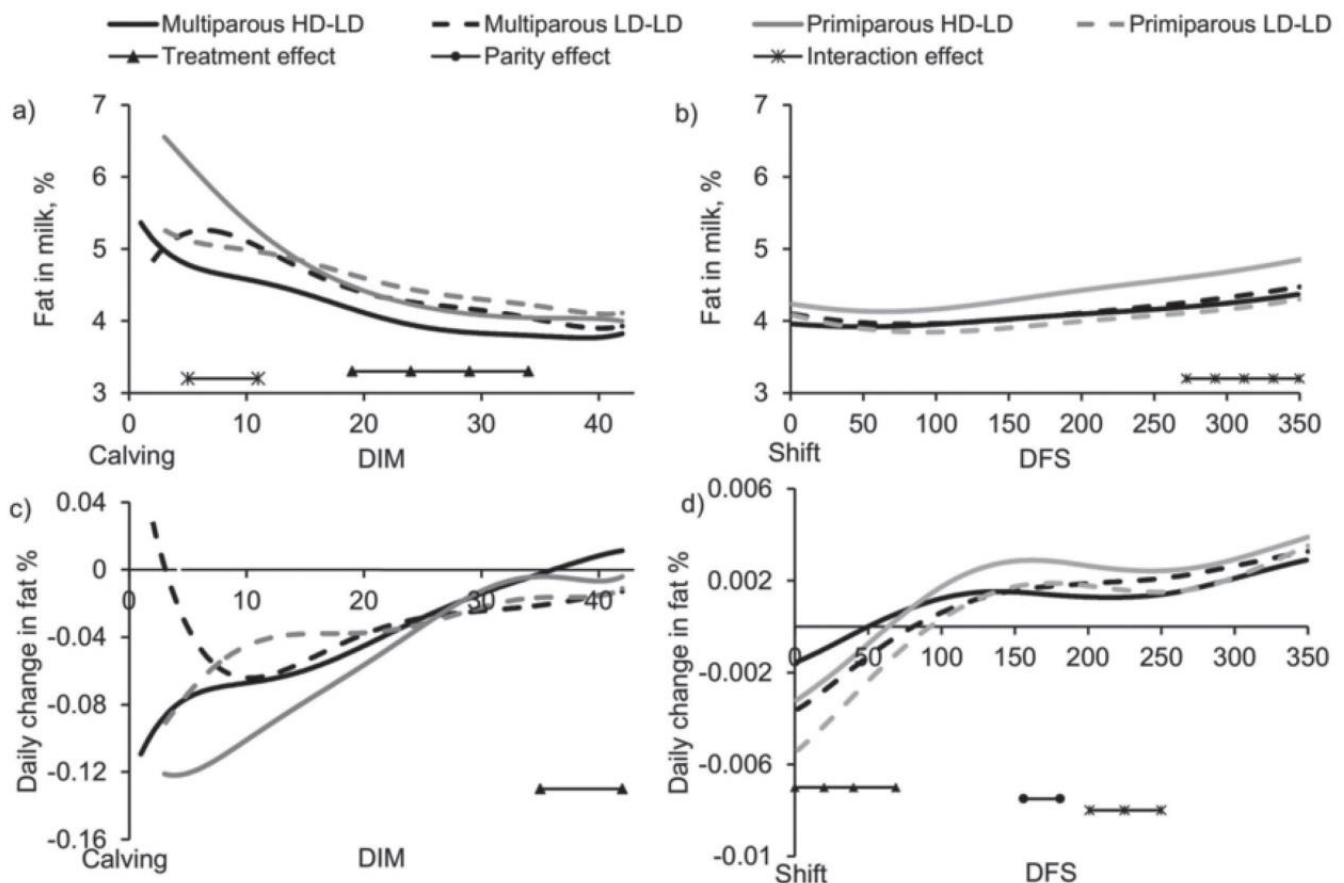 Multiparous HD-LD Multiparous LD-LD Primiparous HD-LD Primiparous LD-LD
Treatment effect Parity effect Interaction effect
a)
7
6
5
4
3
Fat in milk, %
0 10 20 30 40
Calving DIM
b)
7
6
5
4
3
Fat in milk, %
0 50 100 150 200 250 300 350
Shift DFS
c)
0.04
0
-0.04
-0.08
-0.12
-0.16
Daily change in fat %
0 10 20 30 40
Calving DIM
d)
0.006
0.002
-0.002
-0.006
-0.01
Daily change in fat %
0 50 100 150 200 250 300 350
Shift DFS